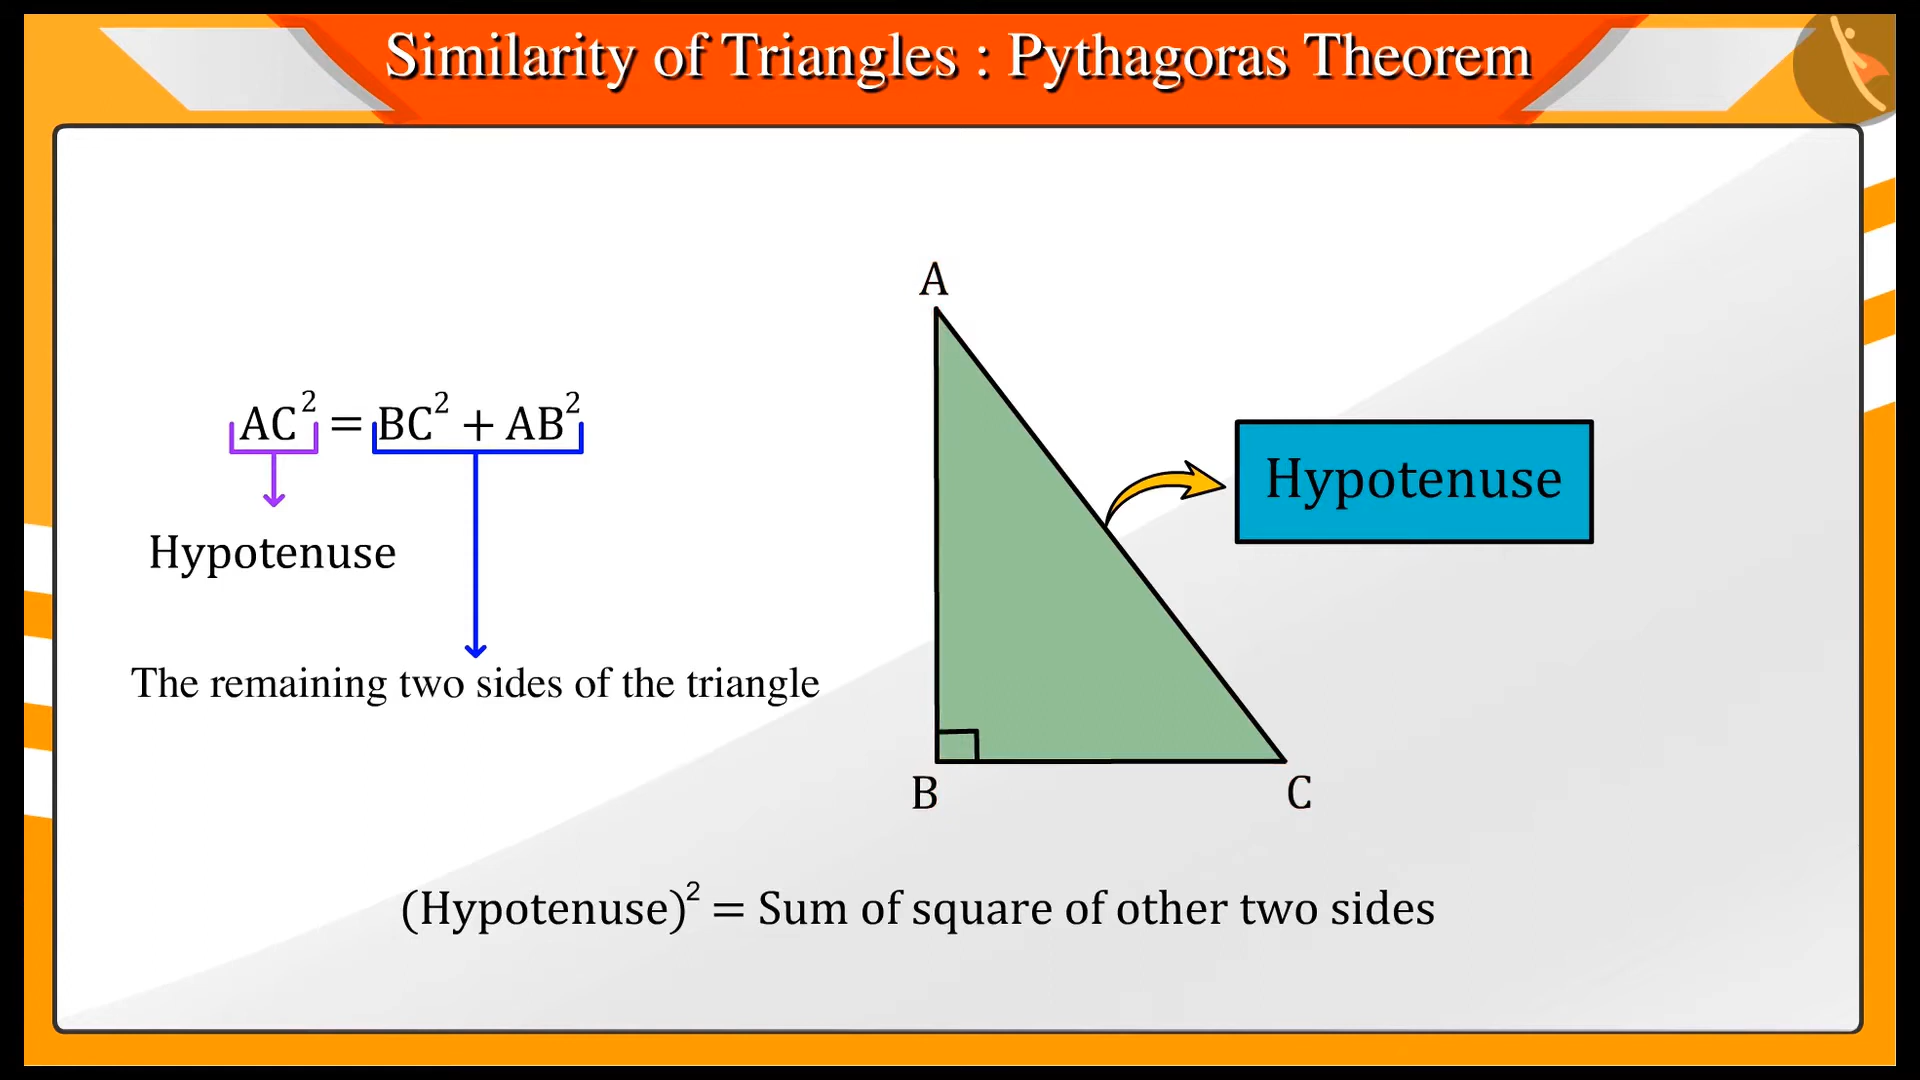 Similarity of Triangles : Pythagoras Theorem
A
AC² = BC² + AB²
Hypotenuse
Hypotenuse
The remaining two sides of the triangle
B
C
(Hypotenuse)² = Sum of square of other two sides